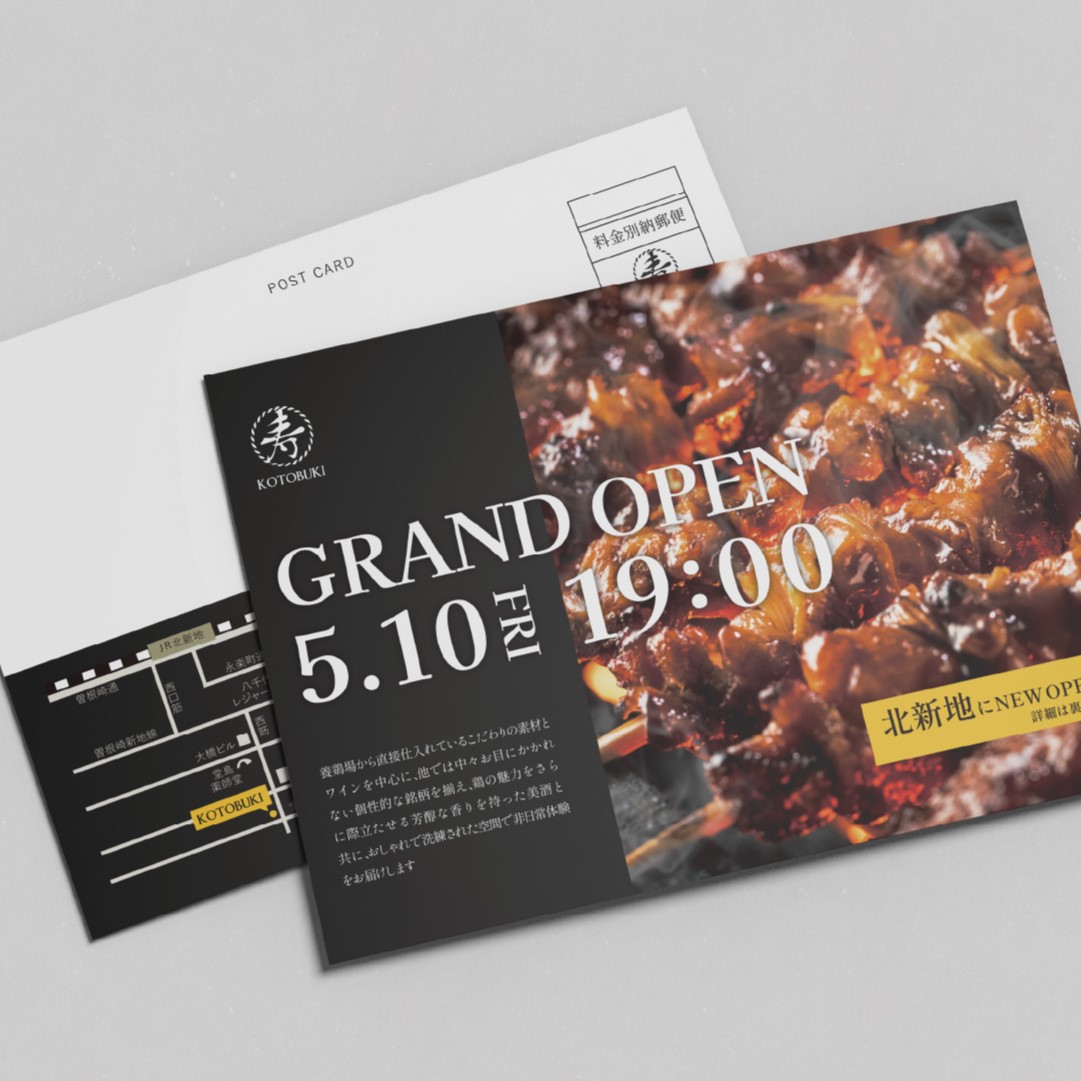 POST CARD
料金別納郵便
寿
寿
KOTOBUKI
GRAND OPEN
5.10 FRI 19:00
養鶏場から直接仕入れているこだわりの素材と
ワインを中心に、他では中々お目にかかれ
ない個性的な銘柄を揃え、鶏の魅力をさら
に際立たせる芳醇な香りを持った美酒と
共に、おしゃれで洗練された空間で非日常体験
をお届けします
北新地にNEW OPE
詳細は裏
JR北新地
曽根崎通
西口筋
永楽町
八千
レジャー
曽根崎新地線
西筋
大橋ビル
堂島
薬師堂
KOTOBUKI